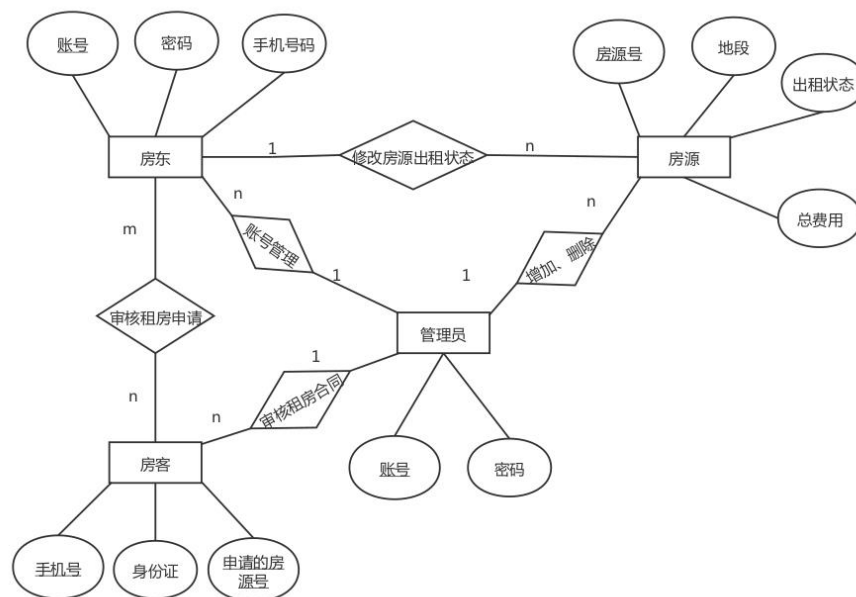 账号
密码
手机号码
房源号
地段
出租状态
房东
1
修改房源出租状态
n
房源
n
n
m
账号管理
总费用
增加、删除
1
1
审核租房申请
管理员
1
n
审核租房合同
n
房客
账号
密码
手机号
身份证
申请的房
源号